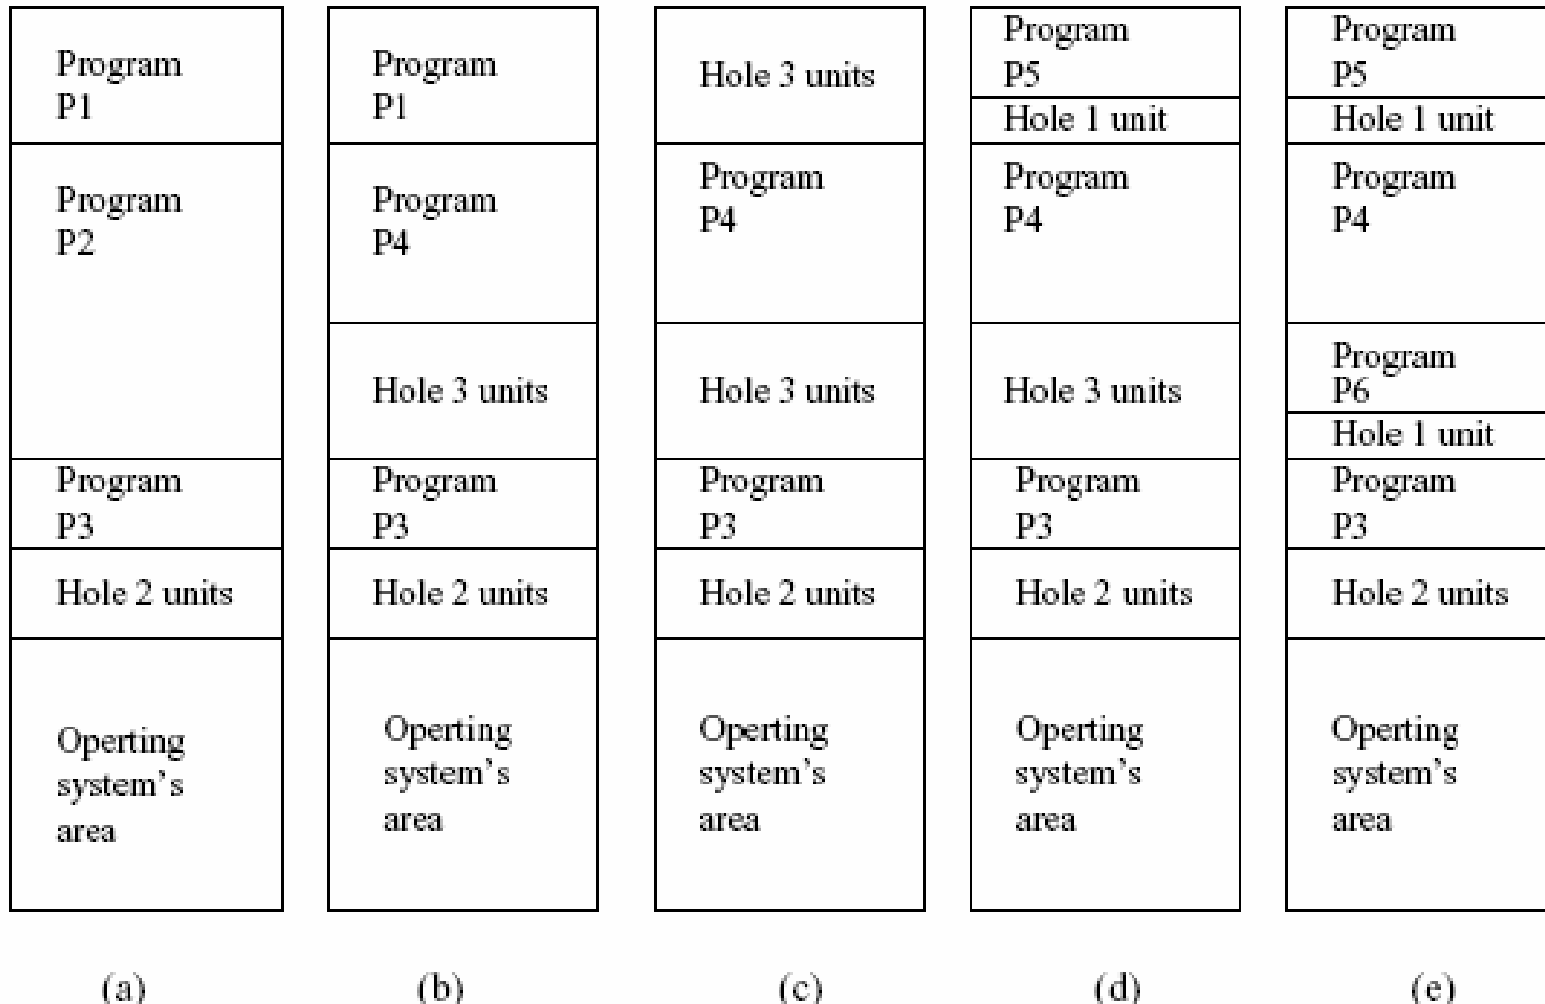 Program
P1
Program
P2
Program
P3
Hole 2 units
Operting
system's
area
(a)
Program
P1
Program
P4
Hole 3 units
Program
P3
Hole 2 units
Operting
system's
area
(b)
Hole 3 units
Program
P4
Hole 3 units
Program
P3
Hole 2 units
Operting
system's
area
(c)
Program
P5
Hole 1 unit
Program
P4
Hole 3 units
Program
P3
Hole 2 units
Operting
system's
area
(d)
Program
P5
Hole 1 unit
Program
P4
Program
P6
Hole 1 unit
Program
P3
Hole 2 units
Operting
system's
area
(e)